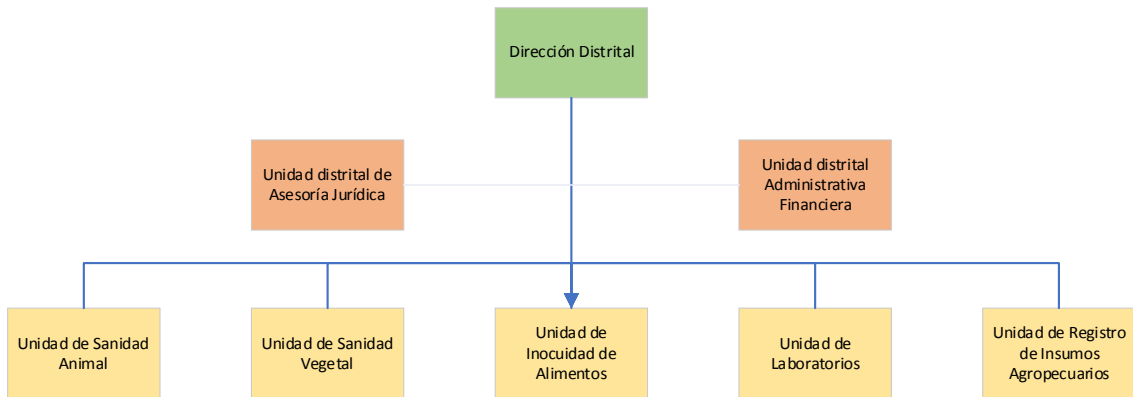 Dirección Distrital
Unidad distrital de
Asesoría Jurídica
Unidad distrital
Administrativa
Financiera
Unidad de Sanidad
Animal
Unidad de Sanidad
Vegetal
Unidad de
Inocuidad de
Alimentos
Unidad de
Laboratorios
Unidad de Registro
de Insumos
Agropecuarios